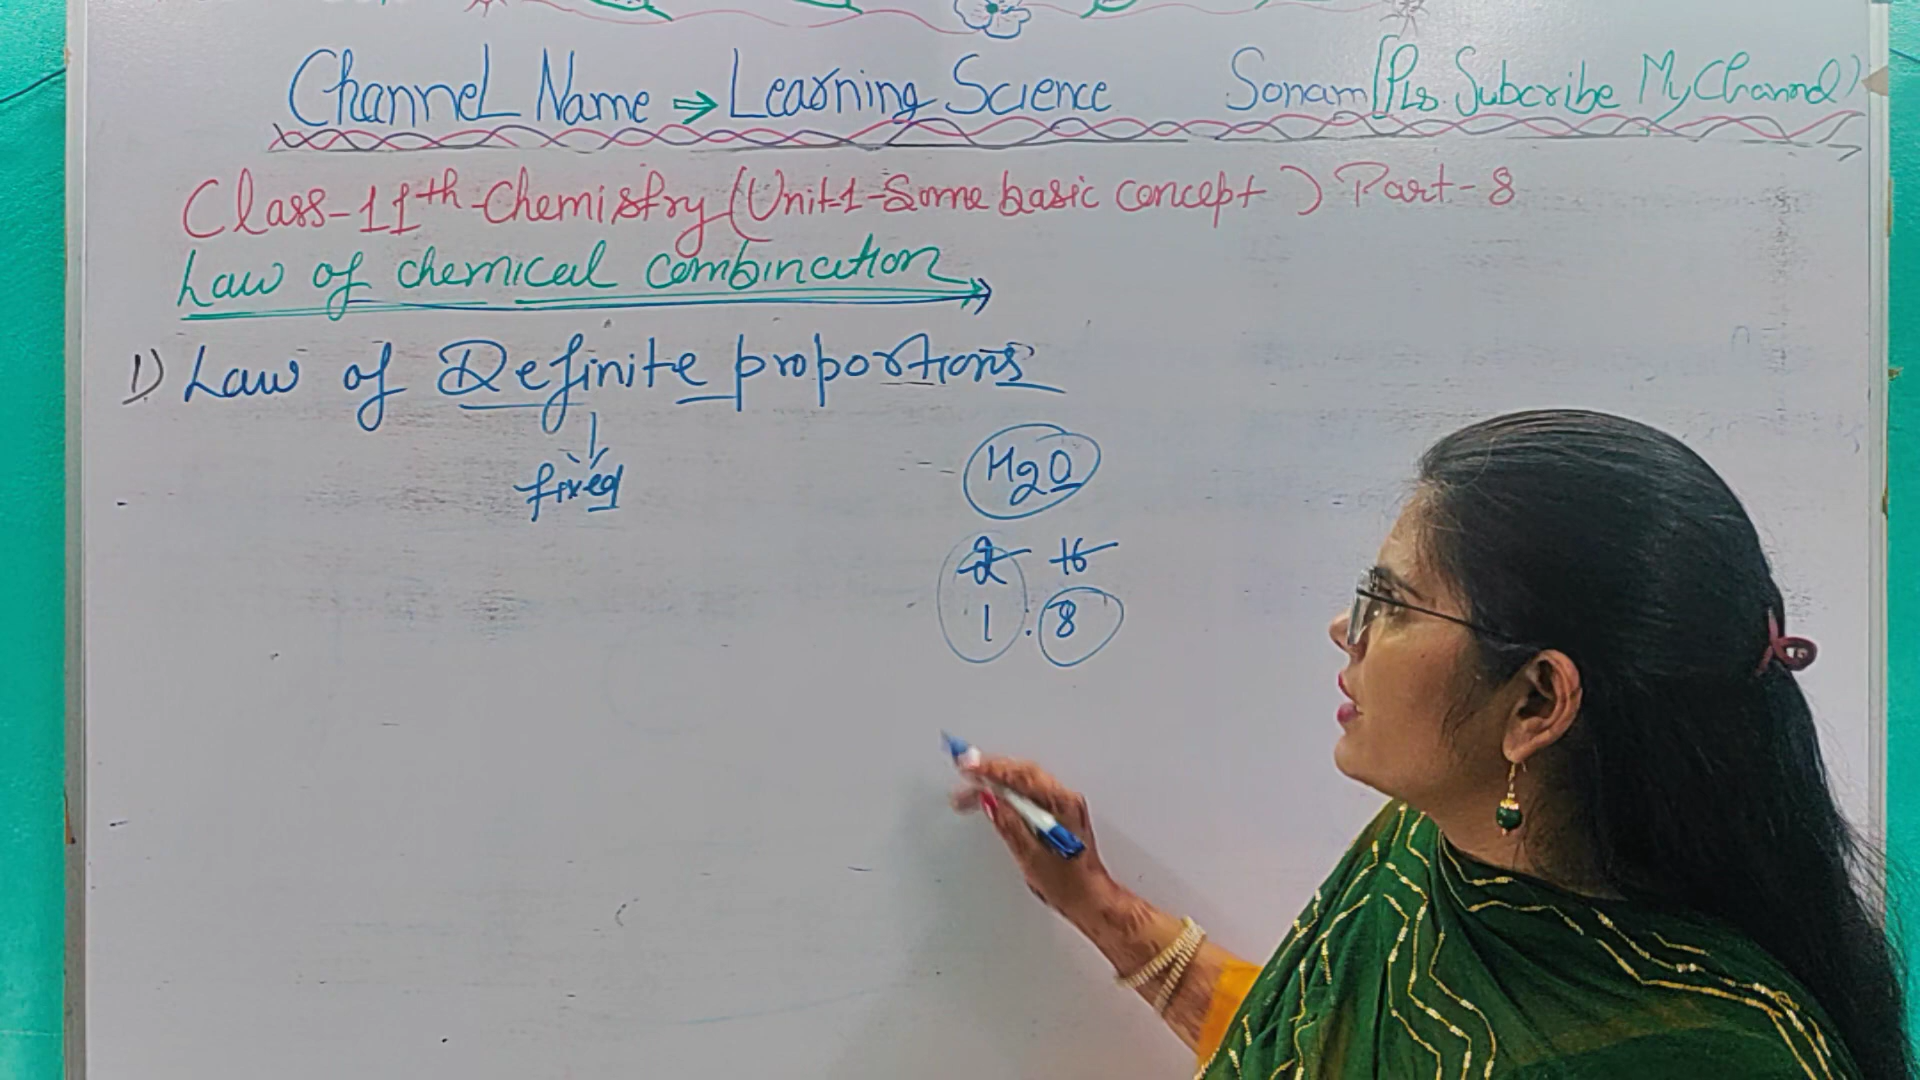 Channel Name ⇒ Learning Science Sonam (Pls. Subcribe My Channel)
Class-11th Chemistry (Unit-1-Some basic concept) Part-8
Law of chemical combination
1) Law of Definite proportions
fixed
H2O
2 16
1 : 8